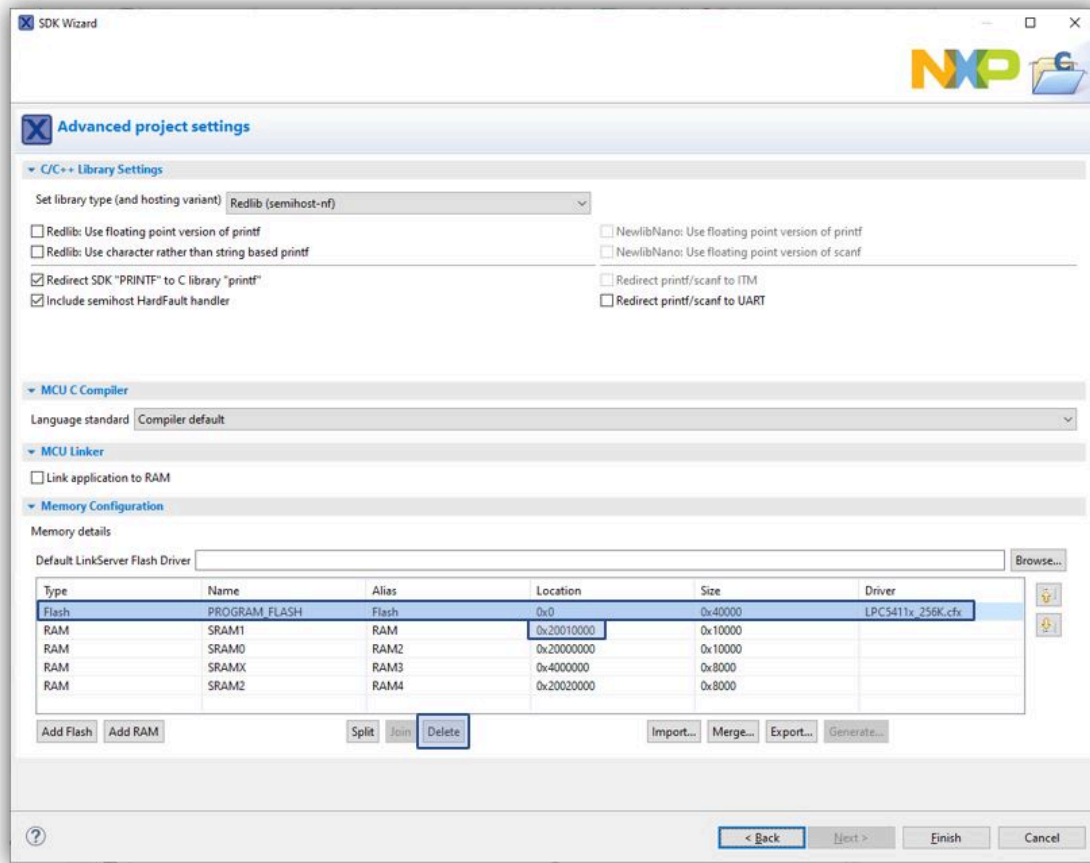 SDK Wizard
NXP
Advanced project settings
C/C++ Library Settings
Set library type (and hosting variant) Redlib (semihost-nf)
Redlib: Use floating point version of printf NewlibNano: Use floating point version of printf
Redlib: Use character rather than string based printf NewlibNano: Use floating point version of scanf
Redirect SDK "PRINTF" to C library "printf" Redirect printf/scanf to ITM
Include semihost HardFault handler Redirect printf/scanf to UART
MCU C Compiler
Language standard Compiler default
MCU Linker
Link application to RAM
Memory Configuration
Memory details
Default LinkServer Flash Driver Browse...
Type Name Alias Location Size Driver
Flash PROGRAM_FLASH Flash 0x0 0x40000 LPC5411x_256K.cfx
RAM SRAM1 RAM 0x20010000 0x10000
RAM SRAM0 RAM2 0x20000000 0x10000
RAM SRAMX RAM3 0x4000000 0x8000
RAM SRAM2 RAM4 0x20020000 0x8000
Add Flash Add RAM Split Join Delete Import... Merge... Export... Generate...
? < Back Next > Finish Cancel